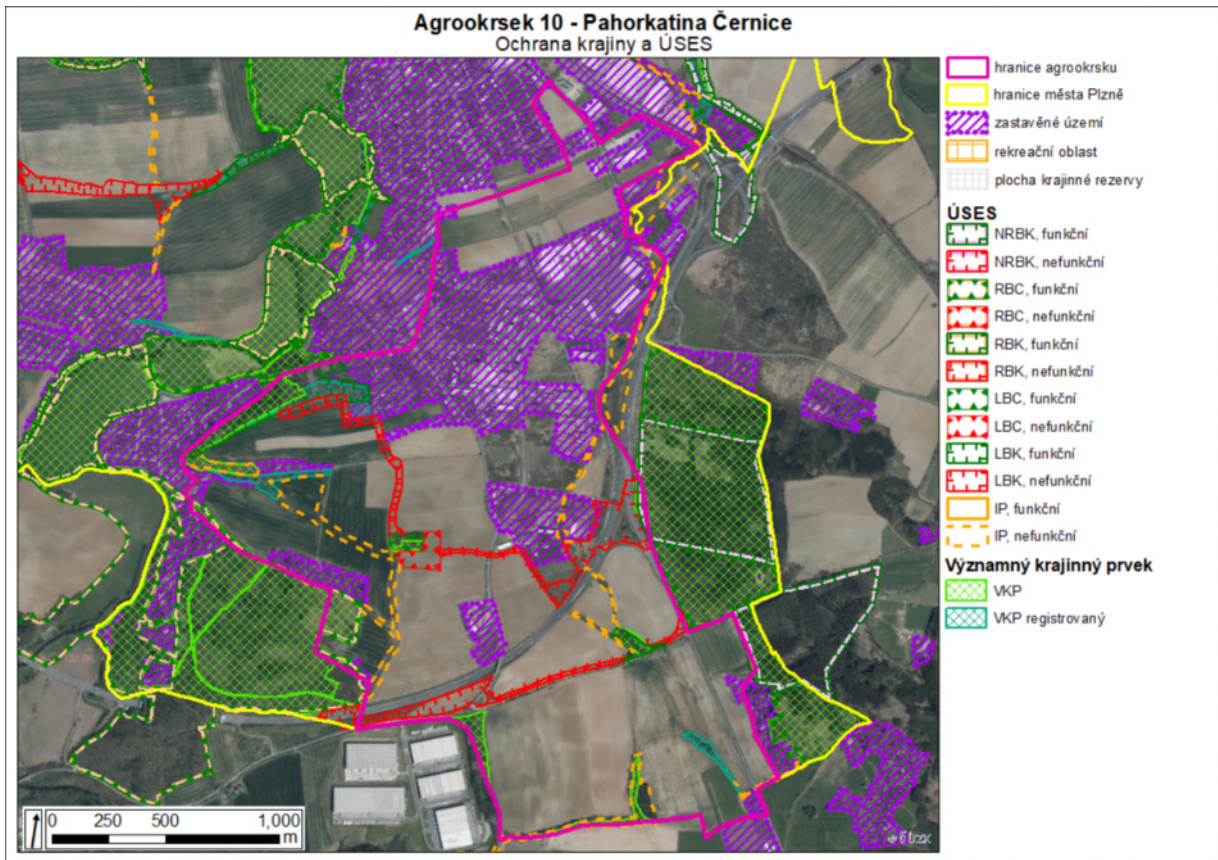 Agrookrsek 10 - Pahorkatina Černice
Ochrana krajiny a ÚSES
hranice agrookrsku
hranice města Plzně
zastavěné území
rekreační oblast
plocha krajinné rezervy
ÚSES
NRBK, funkční
NRBK, nefunkční
RBC, funkční
RBC, nefunkční
RBK, funkční
RBK, nefunkční
LBC, funkční
LBC, nefunkční
LBK, funkční
LBK, nefunkční
IP, funkční
IP, nefunkční
Významný krajinný prvek
VKP
VKP registrovaný
0 250 500 1,000
m